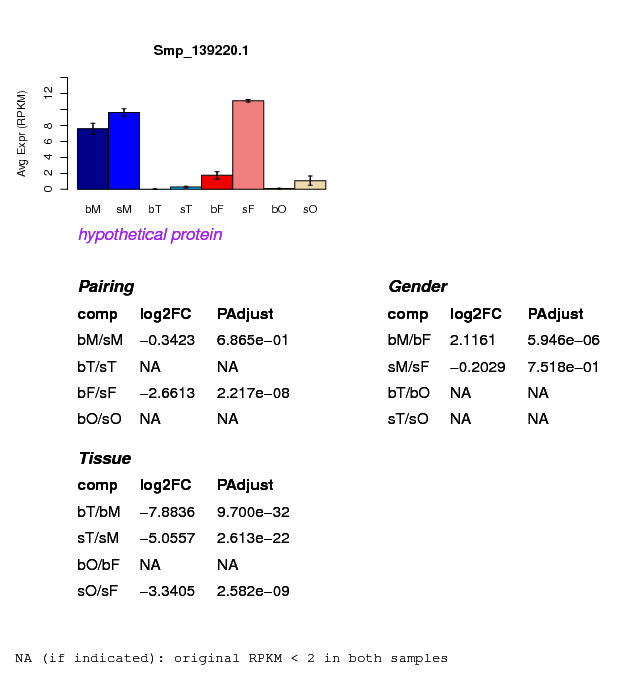 Smp_139220.1
Avg Expr (RPKM)
12
8
6
4
2
0
bM sM bT sT bF sF bO sO
hypothetical protein
Pairing
comp log2FC PAdjust
bM/sM −0.3423 6.865e−01
bT/sT NA NA
bF/sF −2.6613 2.217e−08
bO/sO NA NA
Gender
comp log2FC PAdjust
bM/bF 2.1161 5.946e−06
sM/sF −0.2029 7.518e−01
bT/bO NA NA
sT/sO NA NA
Tissue
comp log2FC PAdjust
bT/bM −7.8836 9.700e−32
sT/sM −5.0557 2.613e−22
bO/bF NA NA
sO/sF −3.3405 2.582e−09
NA (if indicated): original RPKM < 2 in both samples